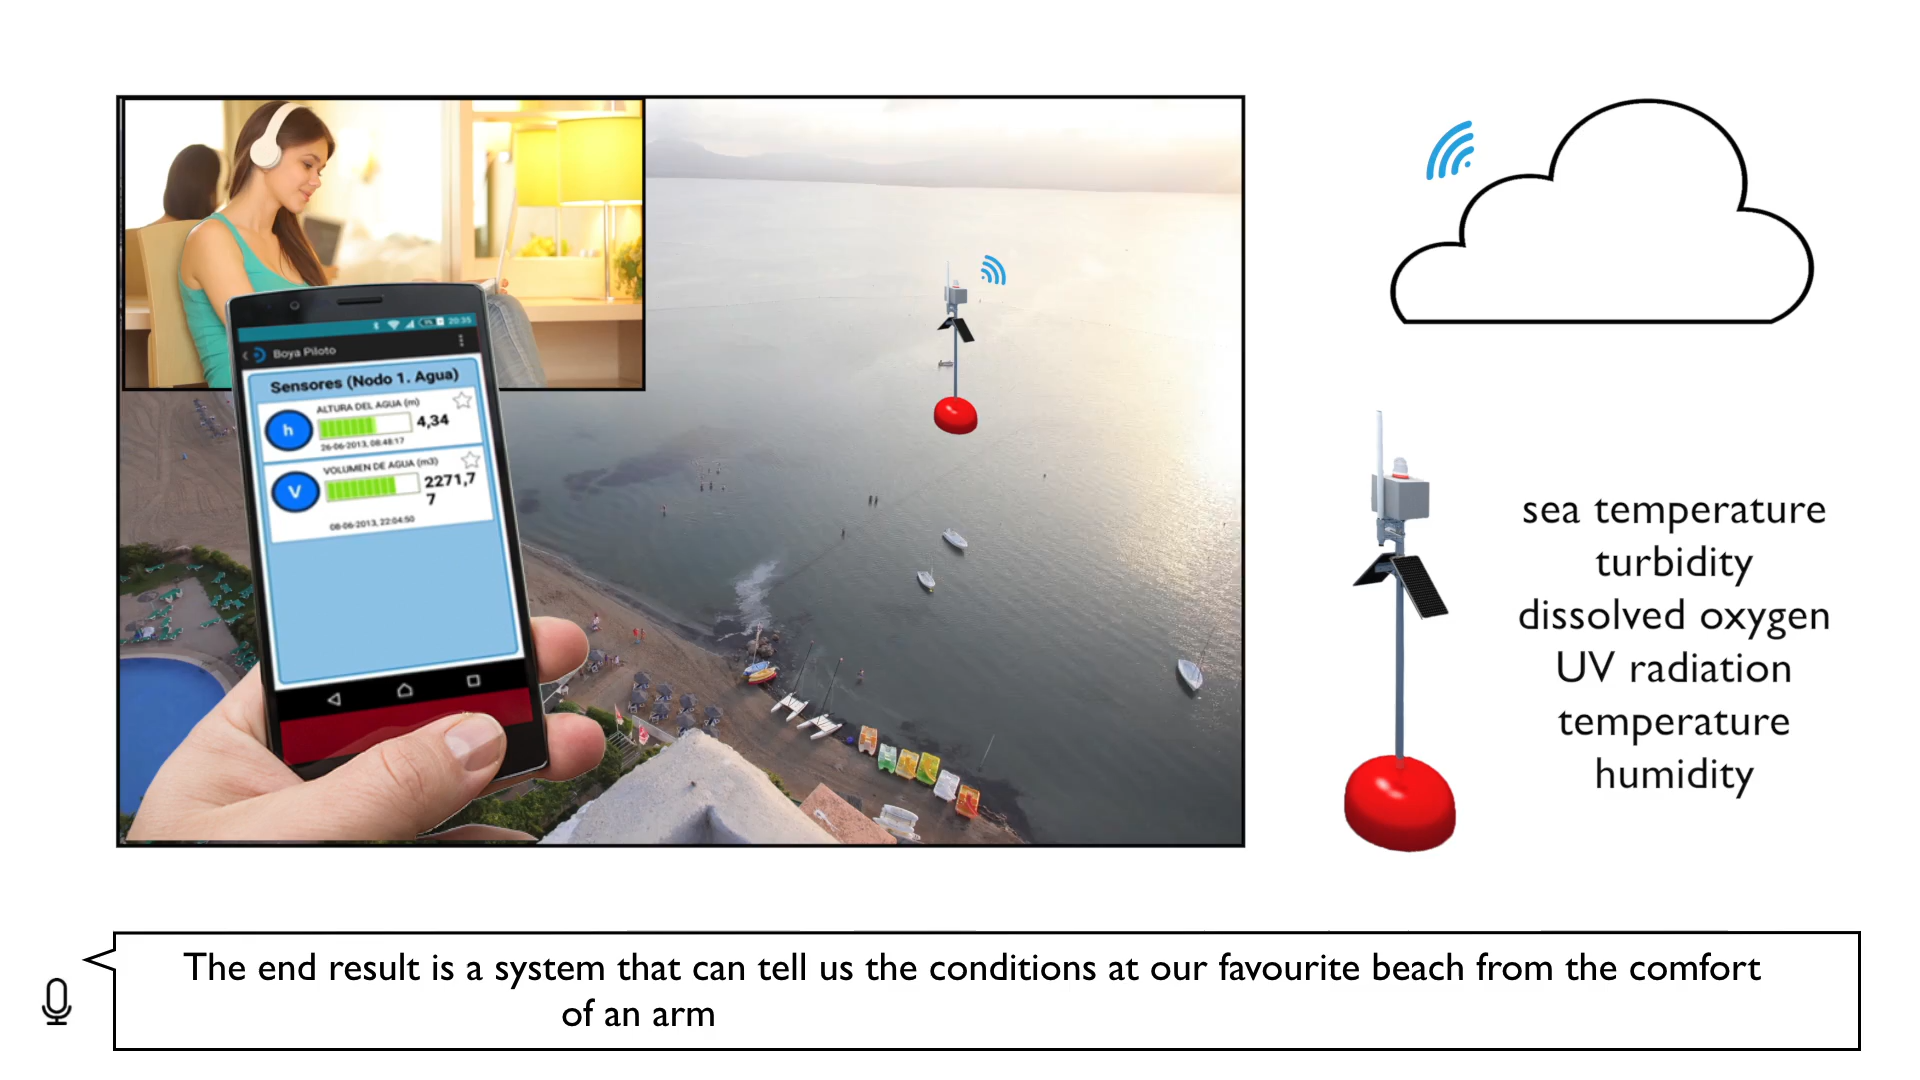 20:35
Boya Piloto
Sensores (Nodo 1. Agua)
h
ALTURA DEL AGUA (m)
4,34
26-06-2013, 08:48:17
V
VOLUMEN DE AGUA (m3)
2271,7
7
08-06-2013, 22:04:50
sea temperature
turbidity
dissolved oxygen
UV radiation
temperature
humidity
The end result is a system that can tell us the conditions at our favourite beach from the comfort
of an arm